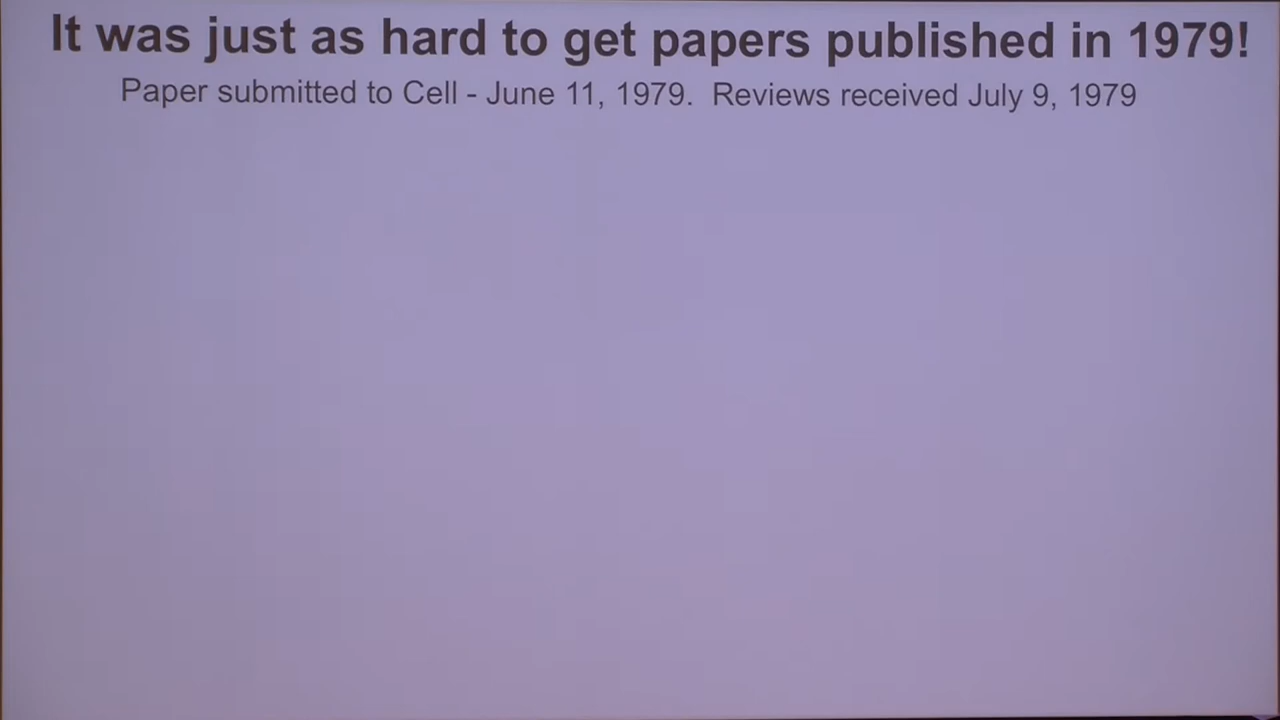 It was just as hard to get papers published in 1979!
Paper submitted to Cell - June 11, 1979.  Reviews received July 9, 1979